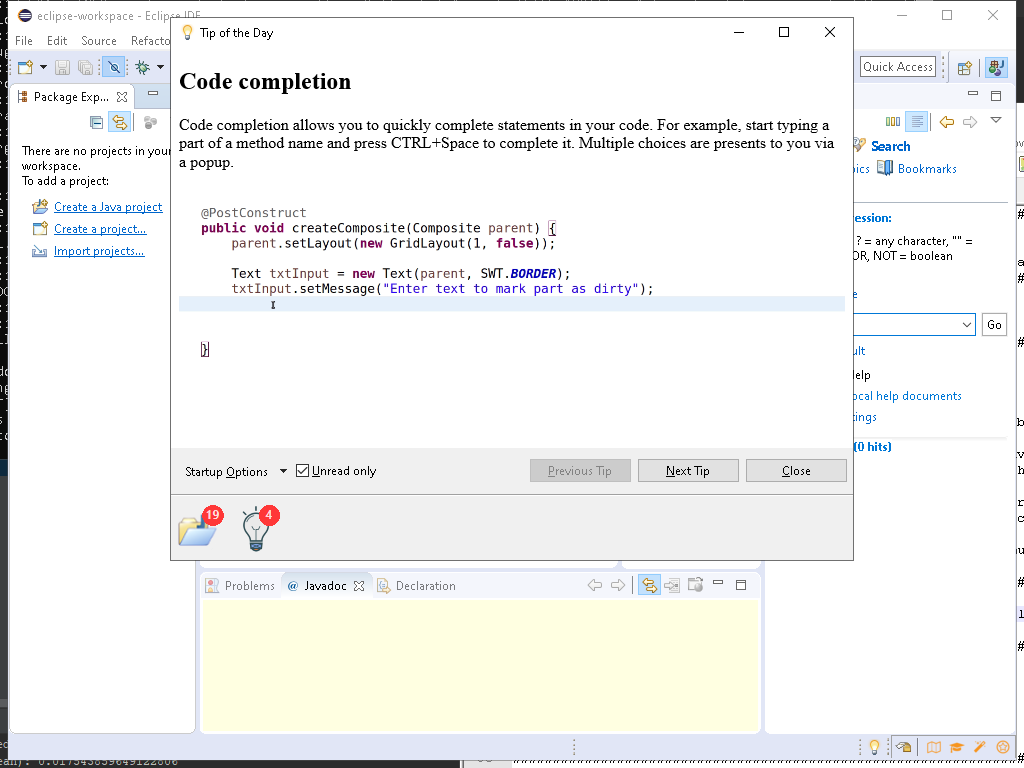 eclipse-workspace - Eclipse IDE
Tip of the Day
File Edit Source Refacto
Quick Access
Package Exp...
There are no projects in your
workspace.
To add a project:
Create a Java project
Create a project...
Import projects...
Code completion
Code completion allows you to quickly complete statements in your code. For example, start typing a
part of a method name and press CTRL+Space to complete it. Multiple choices are presents to you via
a popup.
@PostConstruct
public void createComposite(Composite parent) {
parent.setLayout(new GridLayout(1, false));
Text txtInput = new Text(parent, SWT.BORDER);
txtInput.setMessage("Enter text to mark part as dirty");
}
Startup Options
Unread only
Previous Tip
Next Tip
Close
19
4
Search
ics
Bookmarks
ession:
? = any character, "" =
OR, NOT = boolean
e
Go
ult
elp
ocal help documents
ings
(0 hits)
Problems
@ Javadoc
Declaration
ean): 0.017543859649122806